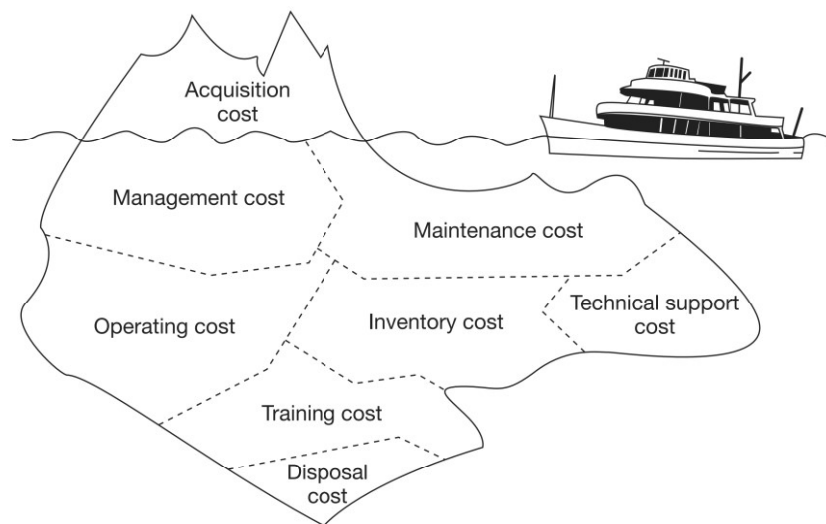 Acquisition
cost
Management cost
Maintenance cost
Operating cost
Inventory cost
Technical support
cost
Training cost
Disposal
cost